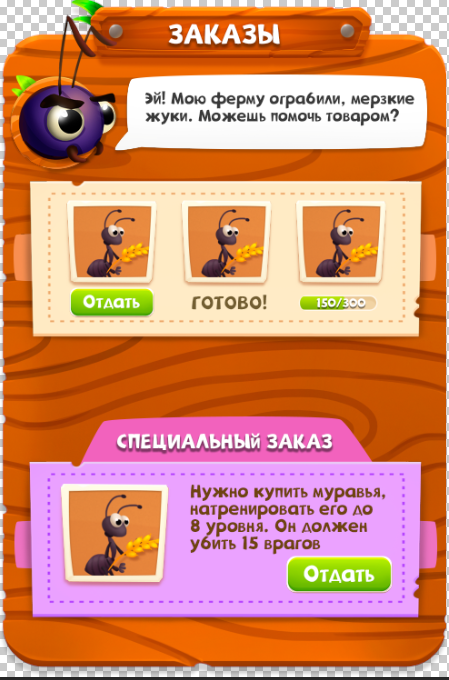 ЗАКАЗЫ
Эй! Мою ферму ограбили, мерзкие
жуки. Можешь помочь товаром?
Отдать
ГОТОВО!
150/300
СПЕЦИАЛЬНЫЙ ЗАКАЗ
Нужно купить муравья,
натренировать его до
8 уровня. Он должен
убить 15 врагов
Отдать